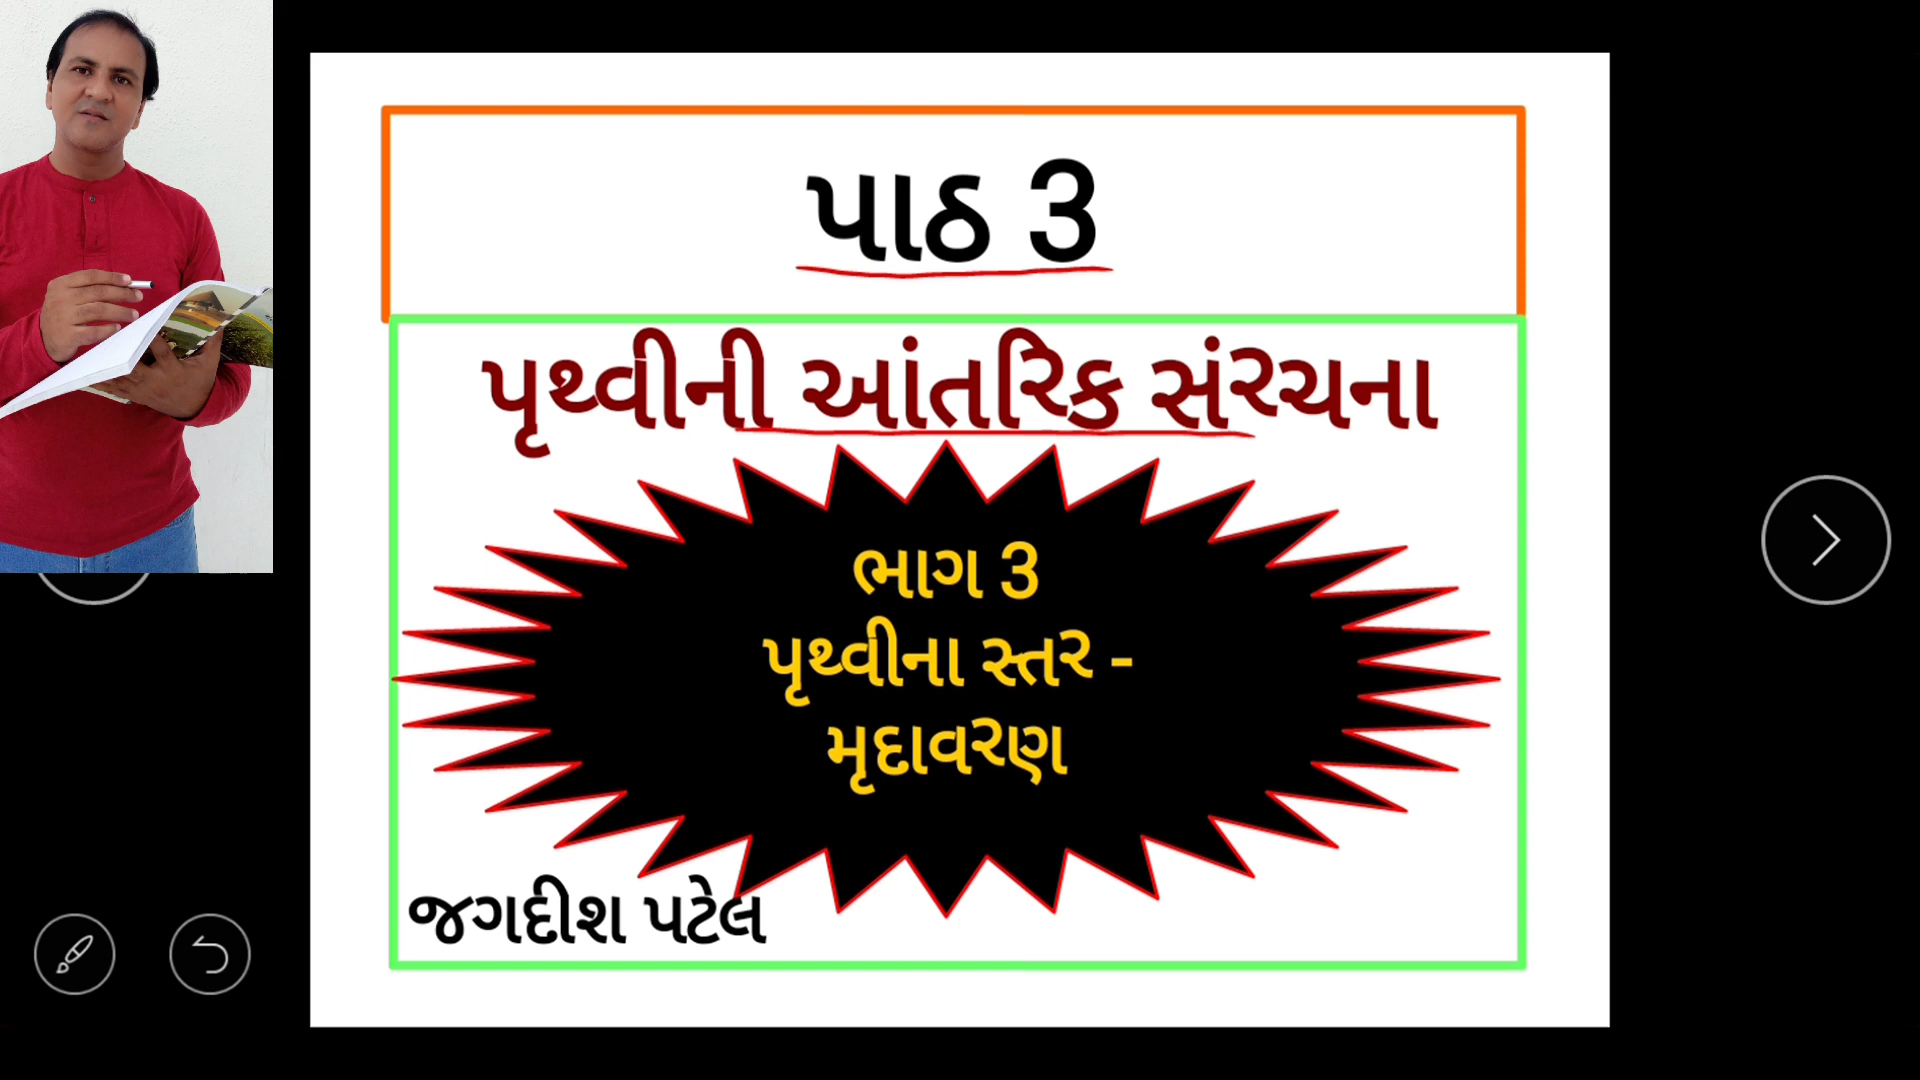 પાઠ 3
પૃથ્વીની આંતરિક સંરચના
ભાગ 3
પૃથ્વીના સ્તર -
મૃદાવરણ
જગદીશ પટેલ